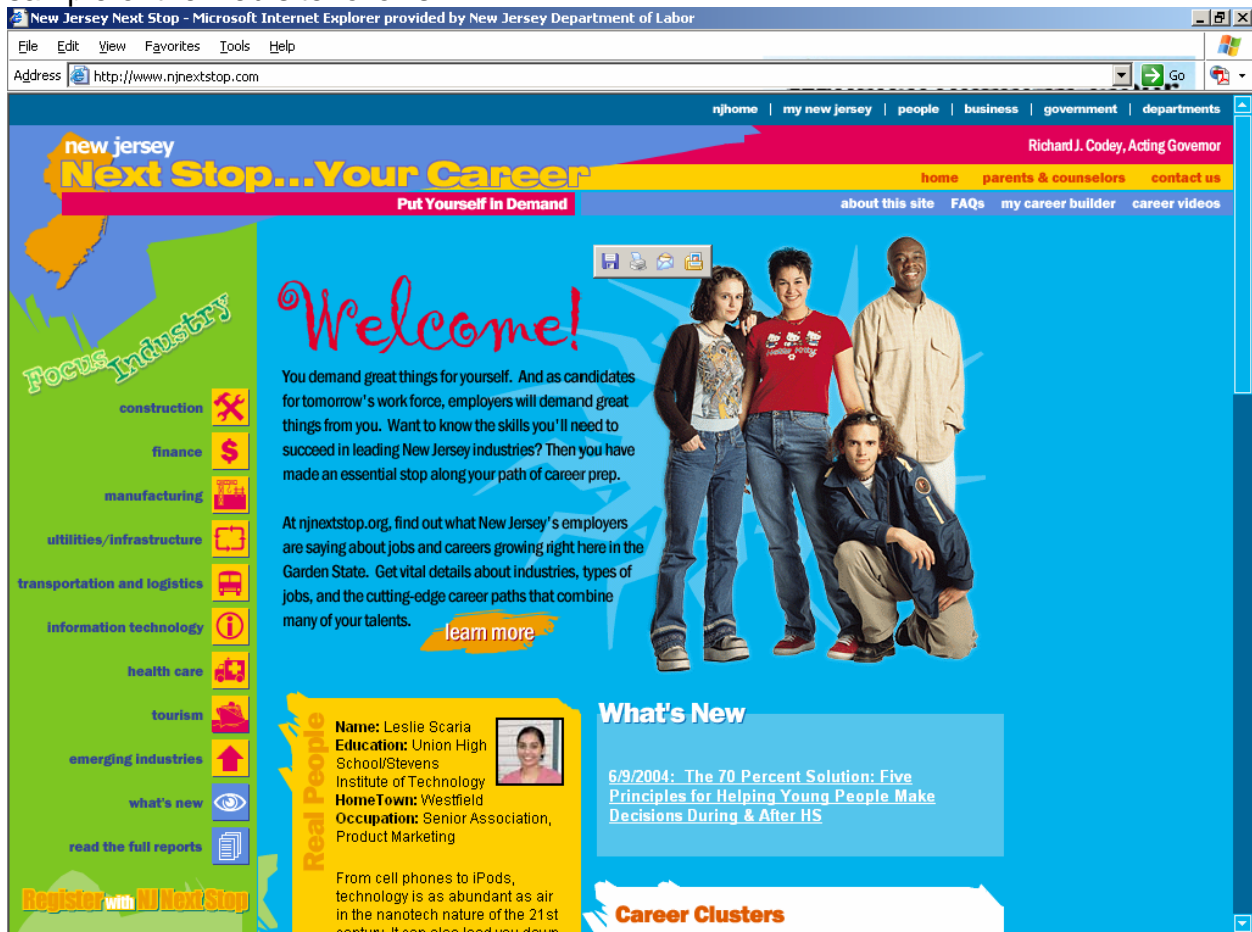 New Jersey Next Stop - Microsoft Internet Explorer provided by New Jersey Department of Labor
File Edit View Favorites Tools Help
Address http://www.njnextstop.com Go
njhome | my new jersey | people | business | government | departments
new jersey
Next Stop...Your Career
Put Yourself in Demand
Richard J. Codey, Acting Governor
home parents & counselors contact us
about this site FAQs my career builder career videos
Focus Industry
construction
finance
manufacturing
ultilities/infrastructure
transportation and logistics
information technology
health care
tourism
emerging industries
what's new
read the full reports
Register with NJ Next Stop
Welcome!
You demand great things for yourself. And as candidates
for tomorrow's work force, employers will demand great
things from you. Want to know the skills you'll need to
succeed in leading New Jersey industries? Then you have
made an essential stop along your path of career prep.
At njnextstop.org, find out what New Jersey's employers
are saying about jobs and careers growing right here in the
Garden State. Get vital details about industries, types of
jobs, and the cutting-edge career paths that combine
many of your talents.
learn more
Hello Kitty
Real People
Name: Leslie Scaria
Education: Union High
School/Stevens
Institute of Technology
HomeTown: Westfield
Occupation: Senior Association,
Product Marketing
From cell phones to iPods,
technology is as abundant as air
in the nanotech nature of the 21st
What's New
6/9/2004: The 70 Percent Solution: Five
Principles for Helping Young People Make
Decisions During & After HS
Career Clusters